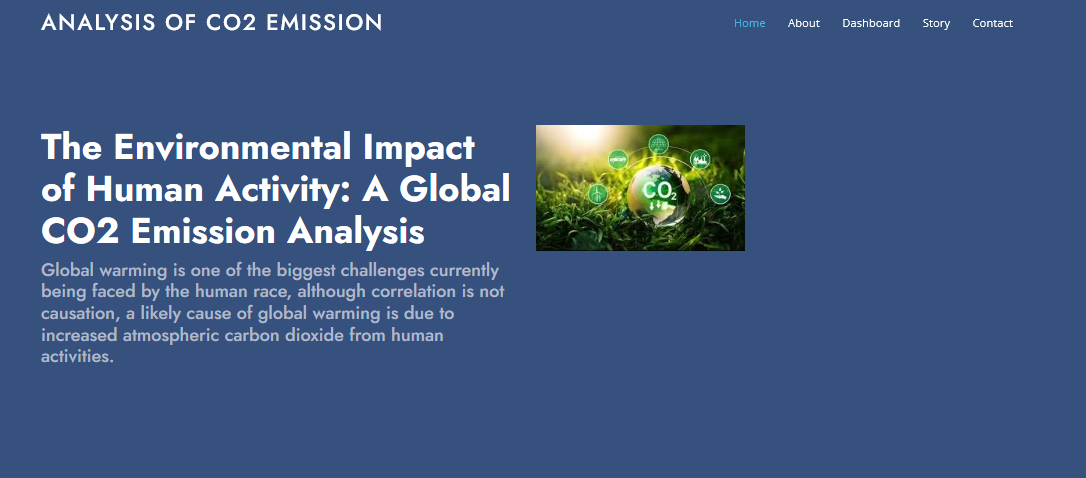 ANALYSIS OF CO2 EMISSION
Home About Dashboard Story Contact
The Environmental Impact
of Human Activity: A Global
CO2 Emission Analysis
Global warming is one of the biggest challenges currently
being faced by the human race, although correlation is not
causation, a likely cause of global warming is due to
increased atmospheric carbon dioxide from human
activities.
CO₂